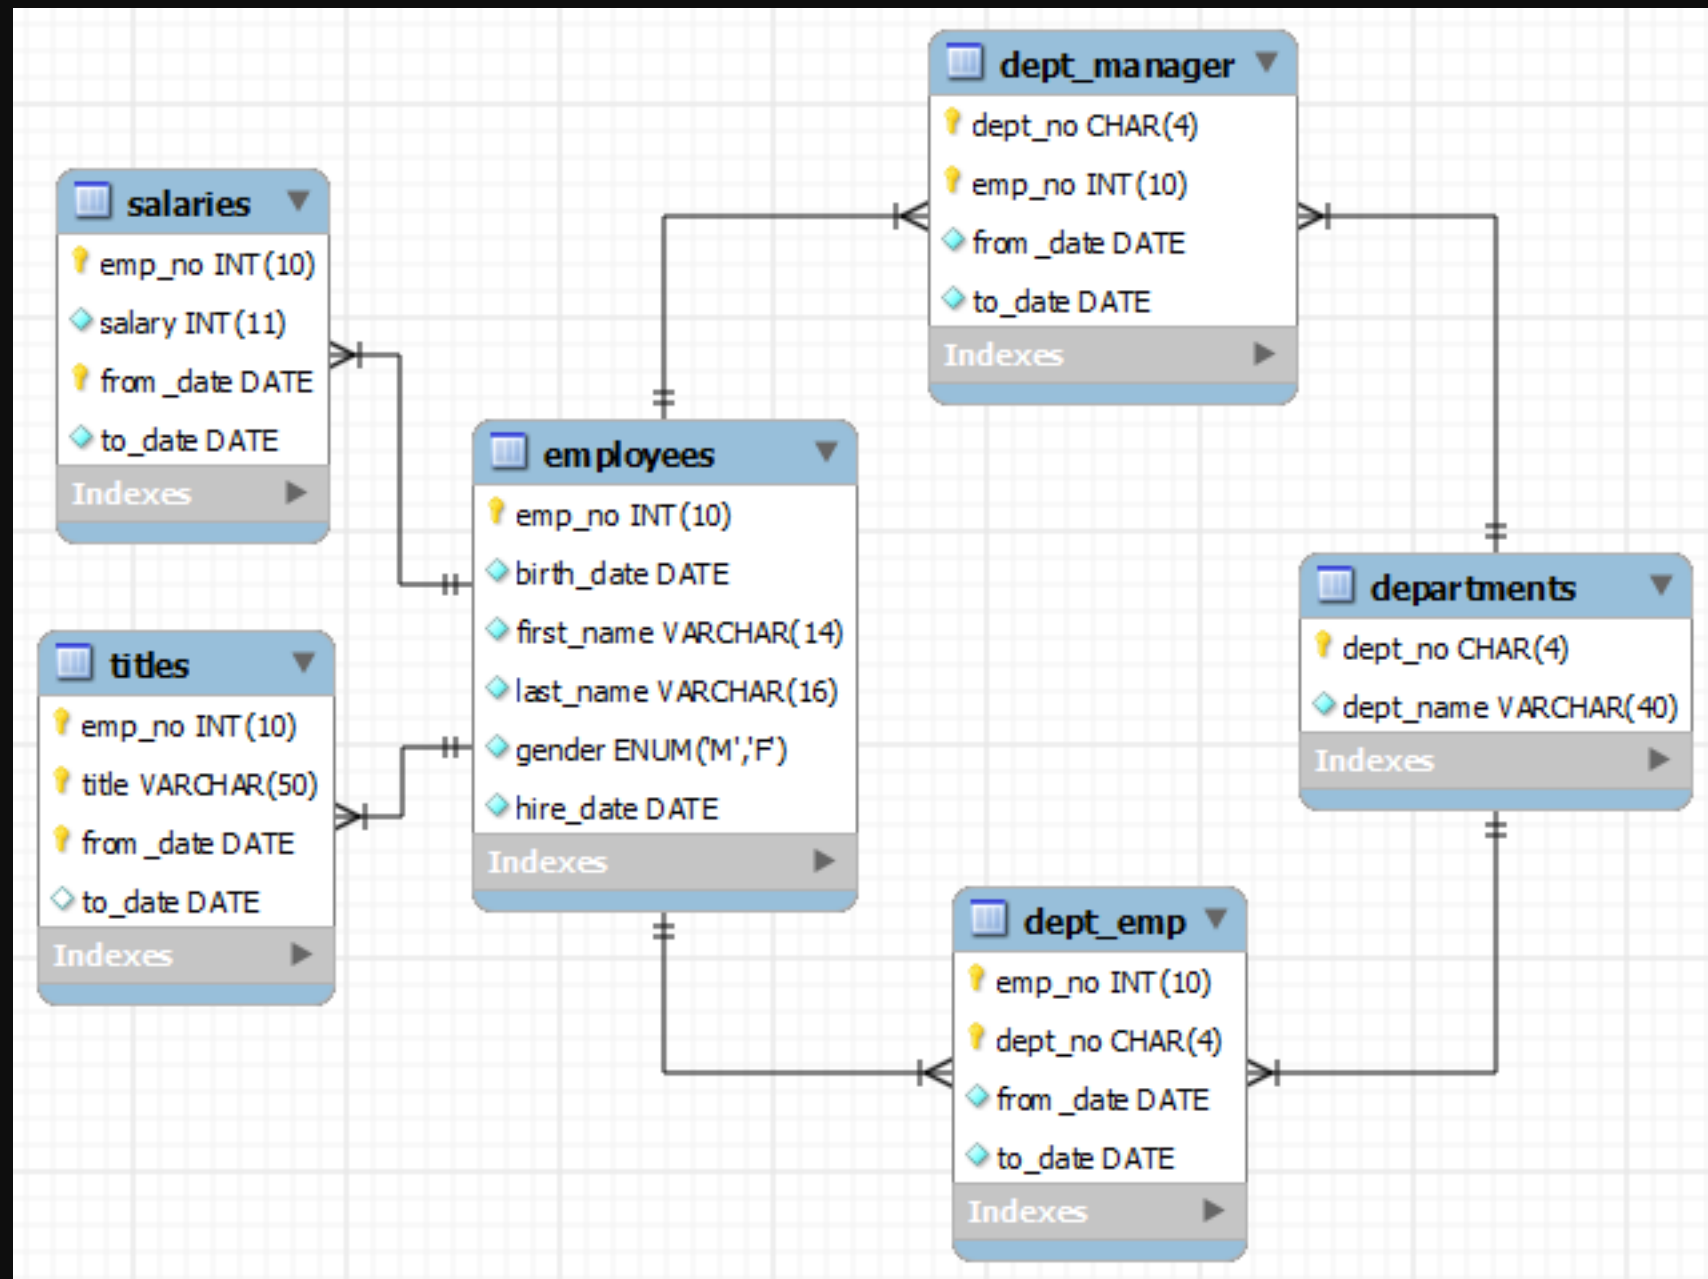 dept_manager
dept_no CHAR(4)
emp_no INT(10)
from_date DATE
to_date DATE
Indexes
salaries
emp_no INT(10)
salary INT(11)
from_date DATE
to_date DATE
Indexes
employees
emp_no INT(10)
birth_date DATE
first_name VARCHAR(14)
last_name VARCHAR(16)
gender ENUM('M','F')
hire_date DATE
Indexes
departments
dept_no CHAR(4)
dept_name VARCHAR(40)
Indexes
titles
emp_no INT(10)
title VARCHAR(50)
from_date DATE
to_date DATE
Indexes
dept_emp
emp_no INT(10)
dept_no CHAR(4)
from_date DATE
to_date DATE
Indexes